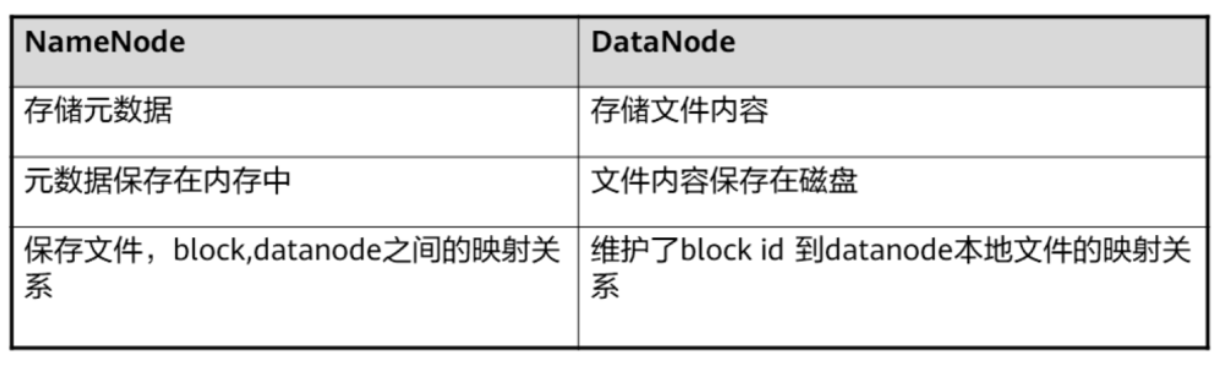 NameNode
DataNode
存储元数据
存储文件内容
元数据保存在内存中
文件内容保存在磁盘
保存文件，block,datanode之间的映射关
系
维护了block id 到datanode本地文件的映射关
系